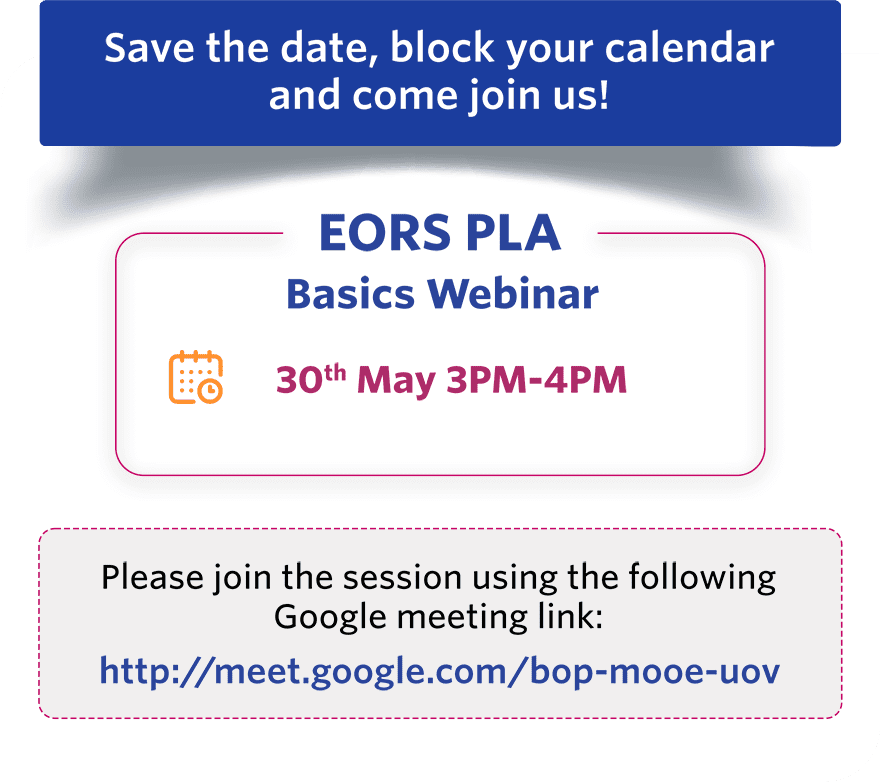 Save the date, block your calendar
and come join us!
EORS PLA
Basics Webinar
30th May 3PM-4PM
Please join the session using the following
Google meeting link:
http://meet.google.com/bop-mooe-uov